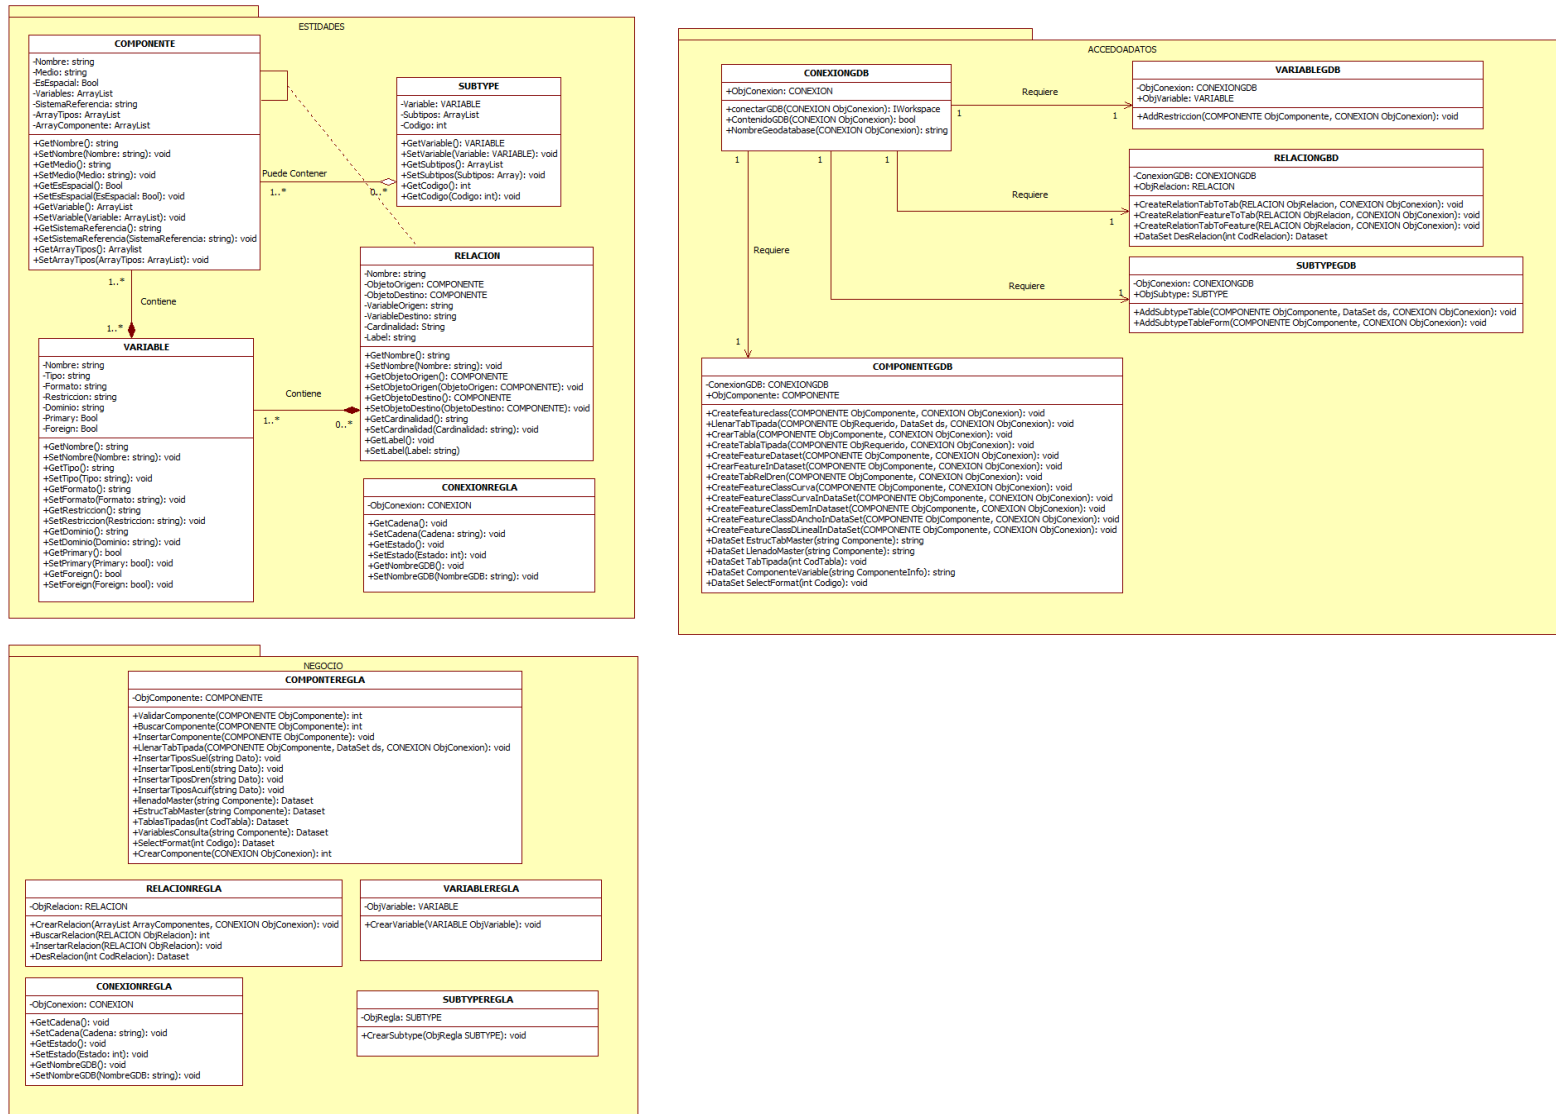 ESTIDADES
COMPONENTE
-Nombre: string
-Medio: string
-EsEspacial: Bool
-Variables: ArrayList
-SistemaReferencia: string
-ArrayTipos: ArrayList
-ArrayComponente: ArrayList
+GetNombre(): string
+SetNombre(Nombre: string): void
+GetMedio(): string
+SetMedio(Medio: string): void
+GetEsEspacial(): Bool
+SetEsEspacial(EsEspacial: Bool): void
+GetVariable(): ArrayList
+SetVariable(Variable: ArrayList): void
+GetSistemaReferencia(): string
+SetSistemaReferencia(SistemaReferencia: string): void
+GetArrayTipos(): Arraylist
+SetArrayTipos(ArrayTipos: ArrayList): void
SUBTYPE
-Variable: VARIABLE
-Subtipos: ArrayList
-Codigo: int
+GetVariable(): VARIABLE
+SetVariable(Variable: VARIABLE): void
+GetSubtipos(): ArrayList
+SetSubtipos(Subtipos: Array): void
+GetCodigo(): int
+GetCodigo(Codigo: int): void
Puede Contener
1..*
0..*
1..*
Contiene
1..*
RELACION
-Nombre: string
-ObjetoOrigen: COMPONENTE
-ObjetoDestino: COMPONENTE
-VariableOrigen: string
-VariableDestino: string
-Cardinalidad: String
-Label: string
+GetNombre(): string
+SetNombre(Nombre: string): void
+GetObjetoOrigen(): COMPONENTE
+SetObjetoOrigen(ObjetoOrigen: COMPONENTE): void
+GetObjetoDestino(): COMPONENTE
+SetObjetoDestino(ObjetoDestino: COMPONENTE): void
+GetCardinalidad(): string
+SetCardinalidad(Cardinalidad: string): void
+GetLabel(): void
+SetLabel(Label: string)
VARIABLE
-Nombre: string
-Tipo: string
-Formato: string
-Restriccion: string
-Dominio: string
-Primary: Bool
-Foreign: Bool
+GetNombre(): string
+SetNombre(Nombre: string): void
+GetTipo(): string
+SetTipo(Tipo: string): void
+GetFormato(): string
+SetFormato(Formato: string): void
+GetRestriccion(): string
+SetRestriccion(Restriccion: string): void
+GetDominio(): string
+SetDominio(Dominio: string): void
+GetPrimary(): bool
+SetPrimary(Primary: bool): void
+GetForeign(): bool
+SetForeign(Foreign: bool): void
Contiene
1..*
0..*
CONEXIONREGLA
-ObjConexion: CONEXION
+GetCadena(): void
+SetCadena(Cadena: string): void
+GetEstado(): void
+SetEstado(Estado: int): void
+GetNombreGDB(): void
+SetNombreGDB(NombreGDB: string): void
ACCEDOADATOS
CONEXIONGDB
+ObjConexion: CONEXION
+conectarGDB(CONEXION ObjConexion): IWorkspace
+ContenidoGDB(CONEXION ObjConexion): bool
+NombreGeodatabase(CONEXION ObjConexion): string
Requiere
1
1
VARIABLEGDB
-ObjConexion: CONEXIONGDB
+ObjVariable: VARIABLE
+AddRestriccion(COMPONENTE ObjComponente, CONEXION ObjConexion): void
1
1
1
RELACIONGBD
-ConexionGDB: CONEXIONGDB
+ObjRelacion: RELACION
+CreateRelationTabToTab(RELACION ObjRelacion, CONEXION ObjConexion): void
+CreateRelationFeatureToTab(RELACION ObjRelacion, CONEXION ObjConexion): void
+CreateRelationTabToFeature(RELACION ObjRelacion, CONEXION ObjConexion): void
+DataSet DesRelacion(int CodRelacion): Dataset
Requiere
1
Requiere
SUBTYPEGDB
-ObjConexion: CONEXIONGDB
+ObjSubtype: SUBTYPE
+AddSubtypeTable(COMPONENTE ObjComponente, DataSet ds, CONEXION ObjConexion): void
+AddSubtypeTableForm(COMPONENTE ObjComponente, CONEXION ObjConexion): void
Requiere
1
1
COMPONENTEGDB
-ConexionGDB: CONEXIONGDB
+ObjComponente: COMPONENTE
+Createfeatureclass(COMPONENTE ObjComponente, CONEXION ObjConexion): void
+LlenarTabTipada(COMPONENTE ObjRequerido, DataSet ds, CONEXION ObjConexion): void
+CrearTabla(COMPONENTE ObjComponente, CONEXION ObjConexion): void
+CreateTablaTipada(COMPONENTE ObjRequerido, CONEXION ObjConexion): void
+CreateFeatureDataset(COMPONENTE ObjComponente, CONEXION ObjConexion): void
+CrearFeatureInDataset(COMPONENTE ObjComponente, CONEXION ObjConexion): void
+CreateTabRelDren(COMPONENTE ObjComponente, CONEXION ObjConexion): void
+CreateFeatureClassCurva(COMPONENTE ObjComponente, CONEXION ObjConexion): void
+CreateFeatureClassCurvaInDataSet(COMPONENTE ObjComponente, CONEXION ObjConexion): void
+CreateFeatureClassDemInDataset(COMPONENTE ObjComponente, CONEXION ObjConexion): void
+CreateFeatureClassDAnchoInDataSet(COMPONENTE ObjComponente, CONEXION ObjConexion): void
+CreateFeatureClassDLinealInDataSet(COMPONENTE ObjComponente, CONEXION ObjConexion): void
+DataSet EstrucTabMaster(string Componente): string
+DataSet LlenadoMaster(string Componente): string
+DataSet TabTipada(int CodTabla): void
+DataSet ComponenteVariable(string ComponenteInfo): string
+DataSet SelectFormat(int Codigo): void
NEGOCIO
COMPONTEREGLA
-ObjComponente: COMPONENTE
+ValidarComponente(COMPONENTE ObjComponente): int
+BuscarComponente(COMPONENTE ObjComponente): int
+InsertarComponente(COMPONENTE ObjComponente): void
+LlenarTabTipada(COMPONENTE ObjComponente, DataSet ds, CONEXION ObjConexion): void
+InsertarTiposSuel(string Dato): void
+InsertarTiposLenti(string Dato): void
+InsertarTiposDren(string Dato): void
+InsertarTiposAcuif(string Dato): void
+llenadoMaster(string Componente): Dataset
+EstrucTabMaster(string Componente): Dataset
+TablasTipadas(int CodTabla): Dataset
+VariablesConsulta(string Componente): Dataset
+SelectFormat(int Codigo): Dataset
+CrearComponente(CONEXION ObjConexion): int
RELACIONREGLA
-ObjRelacion: RELACION
+CrearRelacion(ArrayList ArrayComponentes, CONEXION ObjConexion): void
+BuscarRelacion(RELACION ObjRelacion): int
+InsertarRelacion(RELACION ObjRelacion): void
+DesRelacion(int CodRelacion): Dataset
VARIABLEREGLA
-ObjVariable: VARIABLE
+CrearVariable(VARIABLE ObjVariable): void
CONEXIONREGLA
-ObjConexion: CONEXION
+GetCadena(): void
+SetCadena(Cadena: string): void
+GetEstado(): void
+SetEstado(Estado: int): void
+GetNombreGDB(): void
+SetNombreGDB(NombreGDB: string): void
SUBTYPEREGLA
-ObjRegla: SUBTYPE
+CrearSubtype(ObjRegla SUBTYPE): void